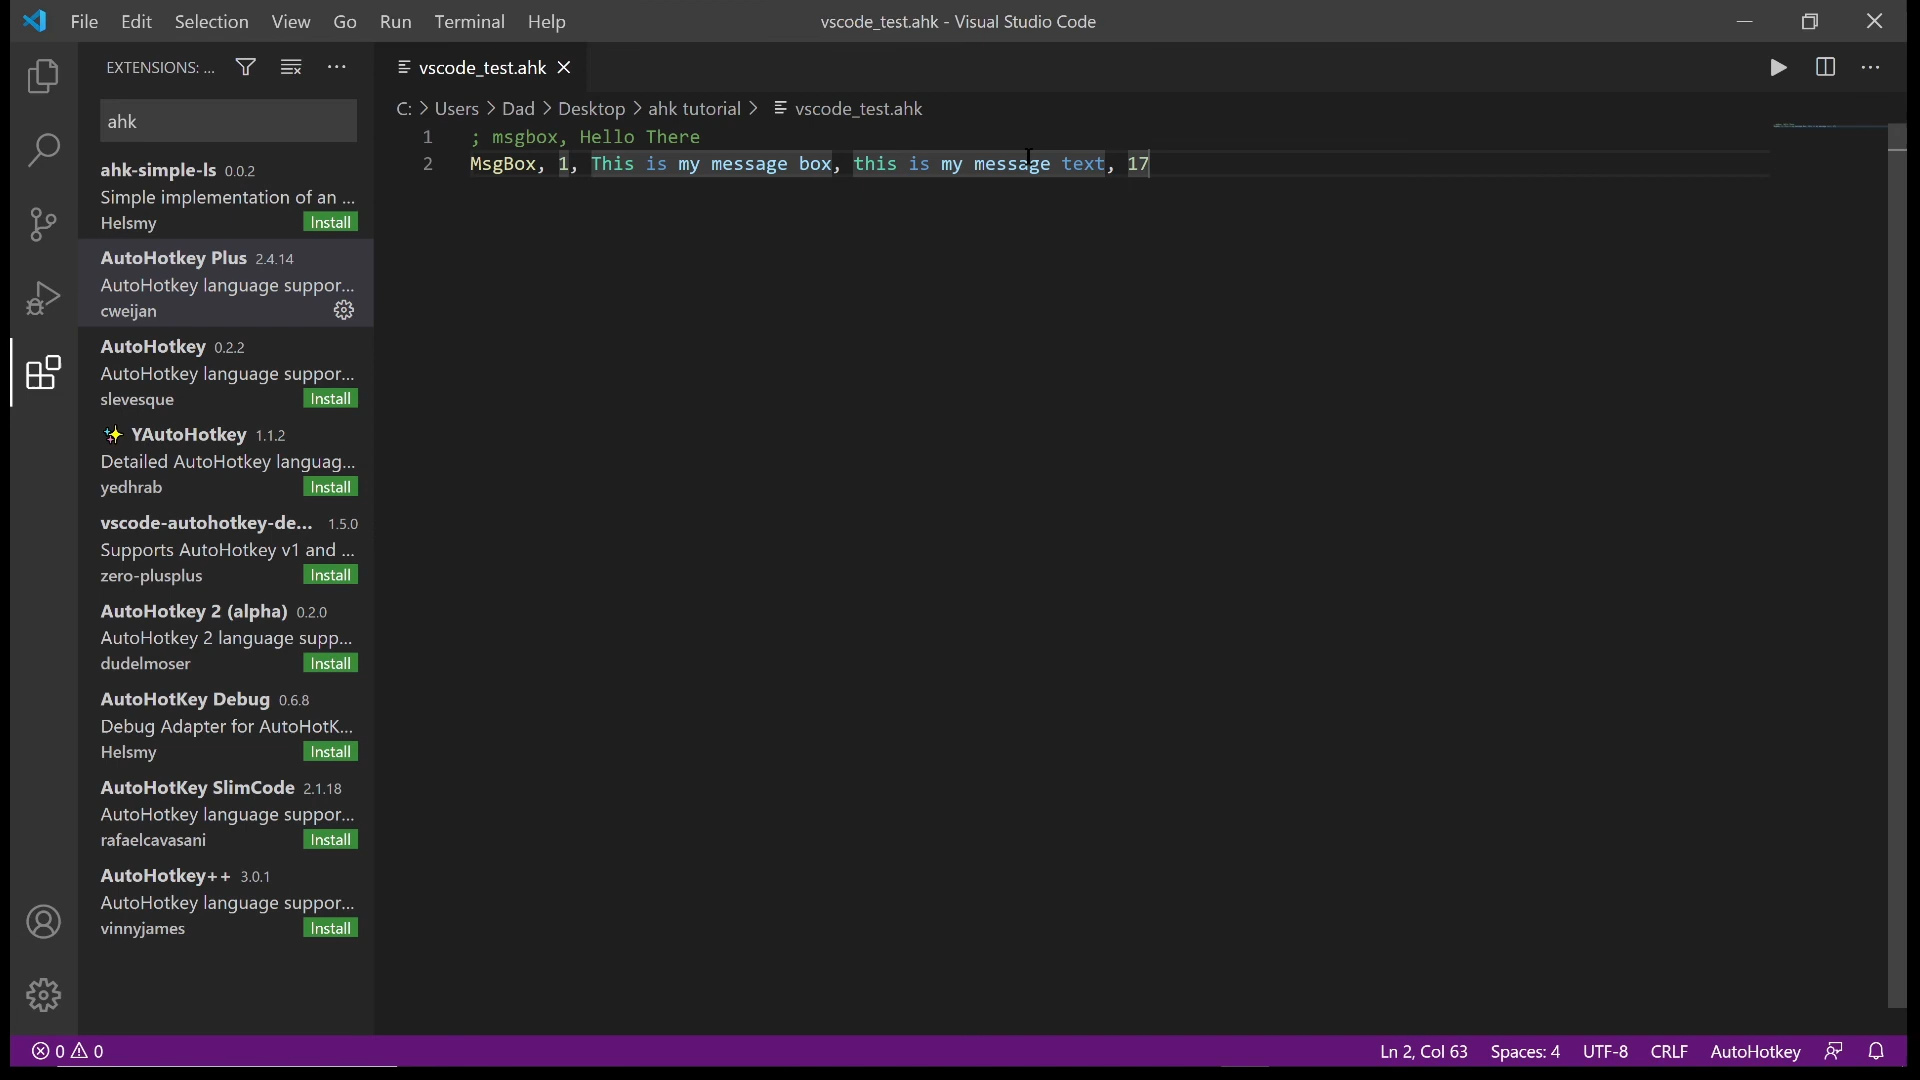 File Edit Selection View Go Run Terminal Help
vscode_test.ahk - Visual Studio Code
EXTENSIONS: ...
ahk
ahk-simple-ls 0.0.2
Simple implementation of an ...
Helsmy
Install
AutoHotkey Plus 2.4.14
AutoHotkey language suppor...
cweijan
AutoHotkey 0.2.2
AutoHotkey language suppor...
slevesque
Install
YAutoHotkey 1.1.2
Detailed AutoHotkey languag...
yedhrab
Install
vscode-autohotkey-de... 1.5.0
Supports AutoHotkey v1 and ...
zero-plusplus
Install
AutoHotkey 2 (alpha) 0.2.0
AutoHotkey 2 language supp...
dudelmoser
Install
AutoHotKey Debug 0.6.8
Debug Adapter for AutoHotK...
Helsmy
Install
AutoHotKey SlimCode 2.1.18
AutoHotkey language suppor...
rafaelcavasani
Install
AutoHotkey++ 3.0.1
AutoHotkey language suppor...
vinnyjames
Install
vscode_test.ahk
C: > Users > Dad > Desktop > ahk tutorial > vscode_test.ahk
1 ; msgbox, Hello There
2 MsgBox, 1, This is my message box, this is my message text, 17
0 0
Ln 2, Col 63 Spaces: 4 UTF-8 CRLF AutoHotkey